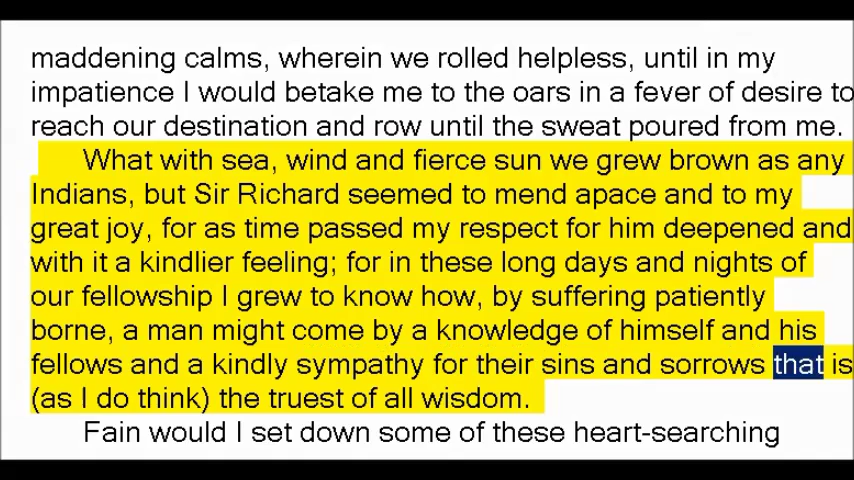 maddening calms, wherein we rolled helpless, until in my
impatience I would betake me to the oars in a fever of desire to
reach our destination and row until the sweat poured from me.
What with sea, wind and fierce sun we grew brown as any
Indians, but Sir Richard seemed to mend apace and to my
great joy, for as time passed my respect for him deepened and
with it a kindlier feeling; for in these long days and nights of
our fellowship I grew to know how, by suffering patiently
borne, a man might come by a knowledge of himself and his
fellows and a kindly sympathy for their sins and sorrows that is
(as I do think) the truest of all wisdom.
Fain would I set down some of these heart-searching